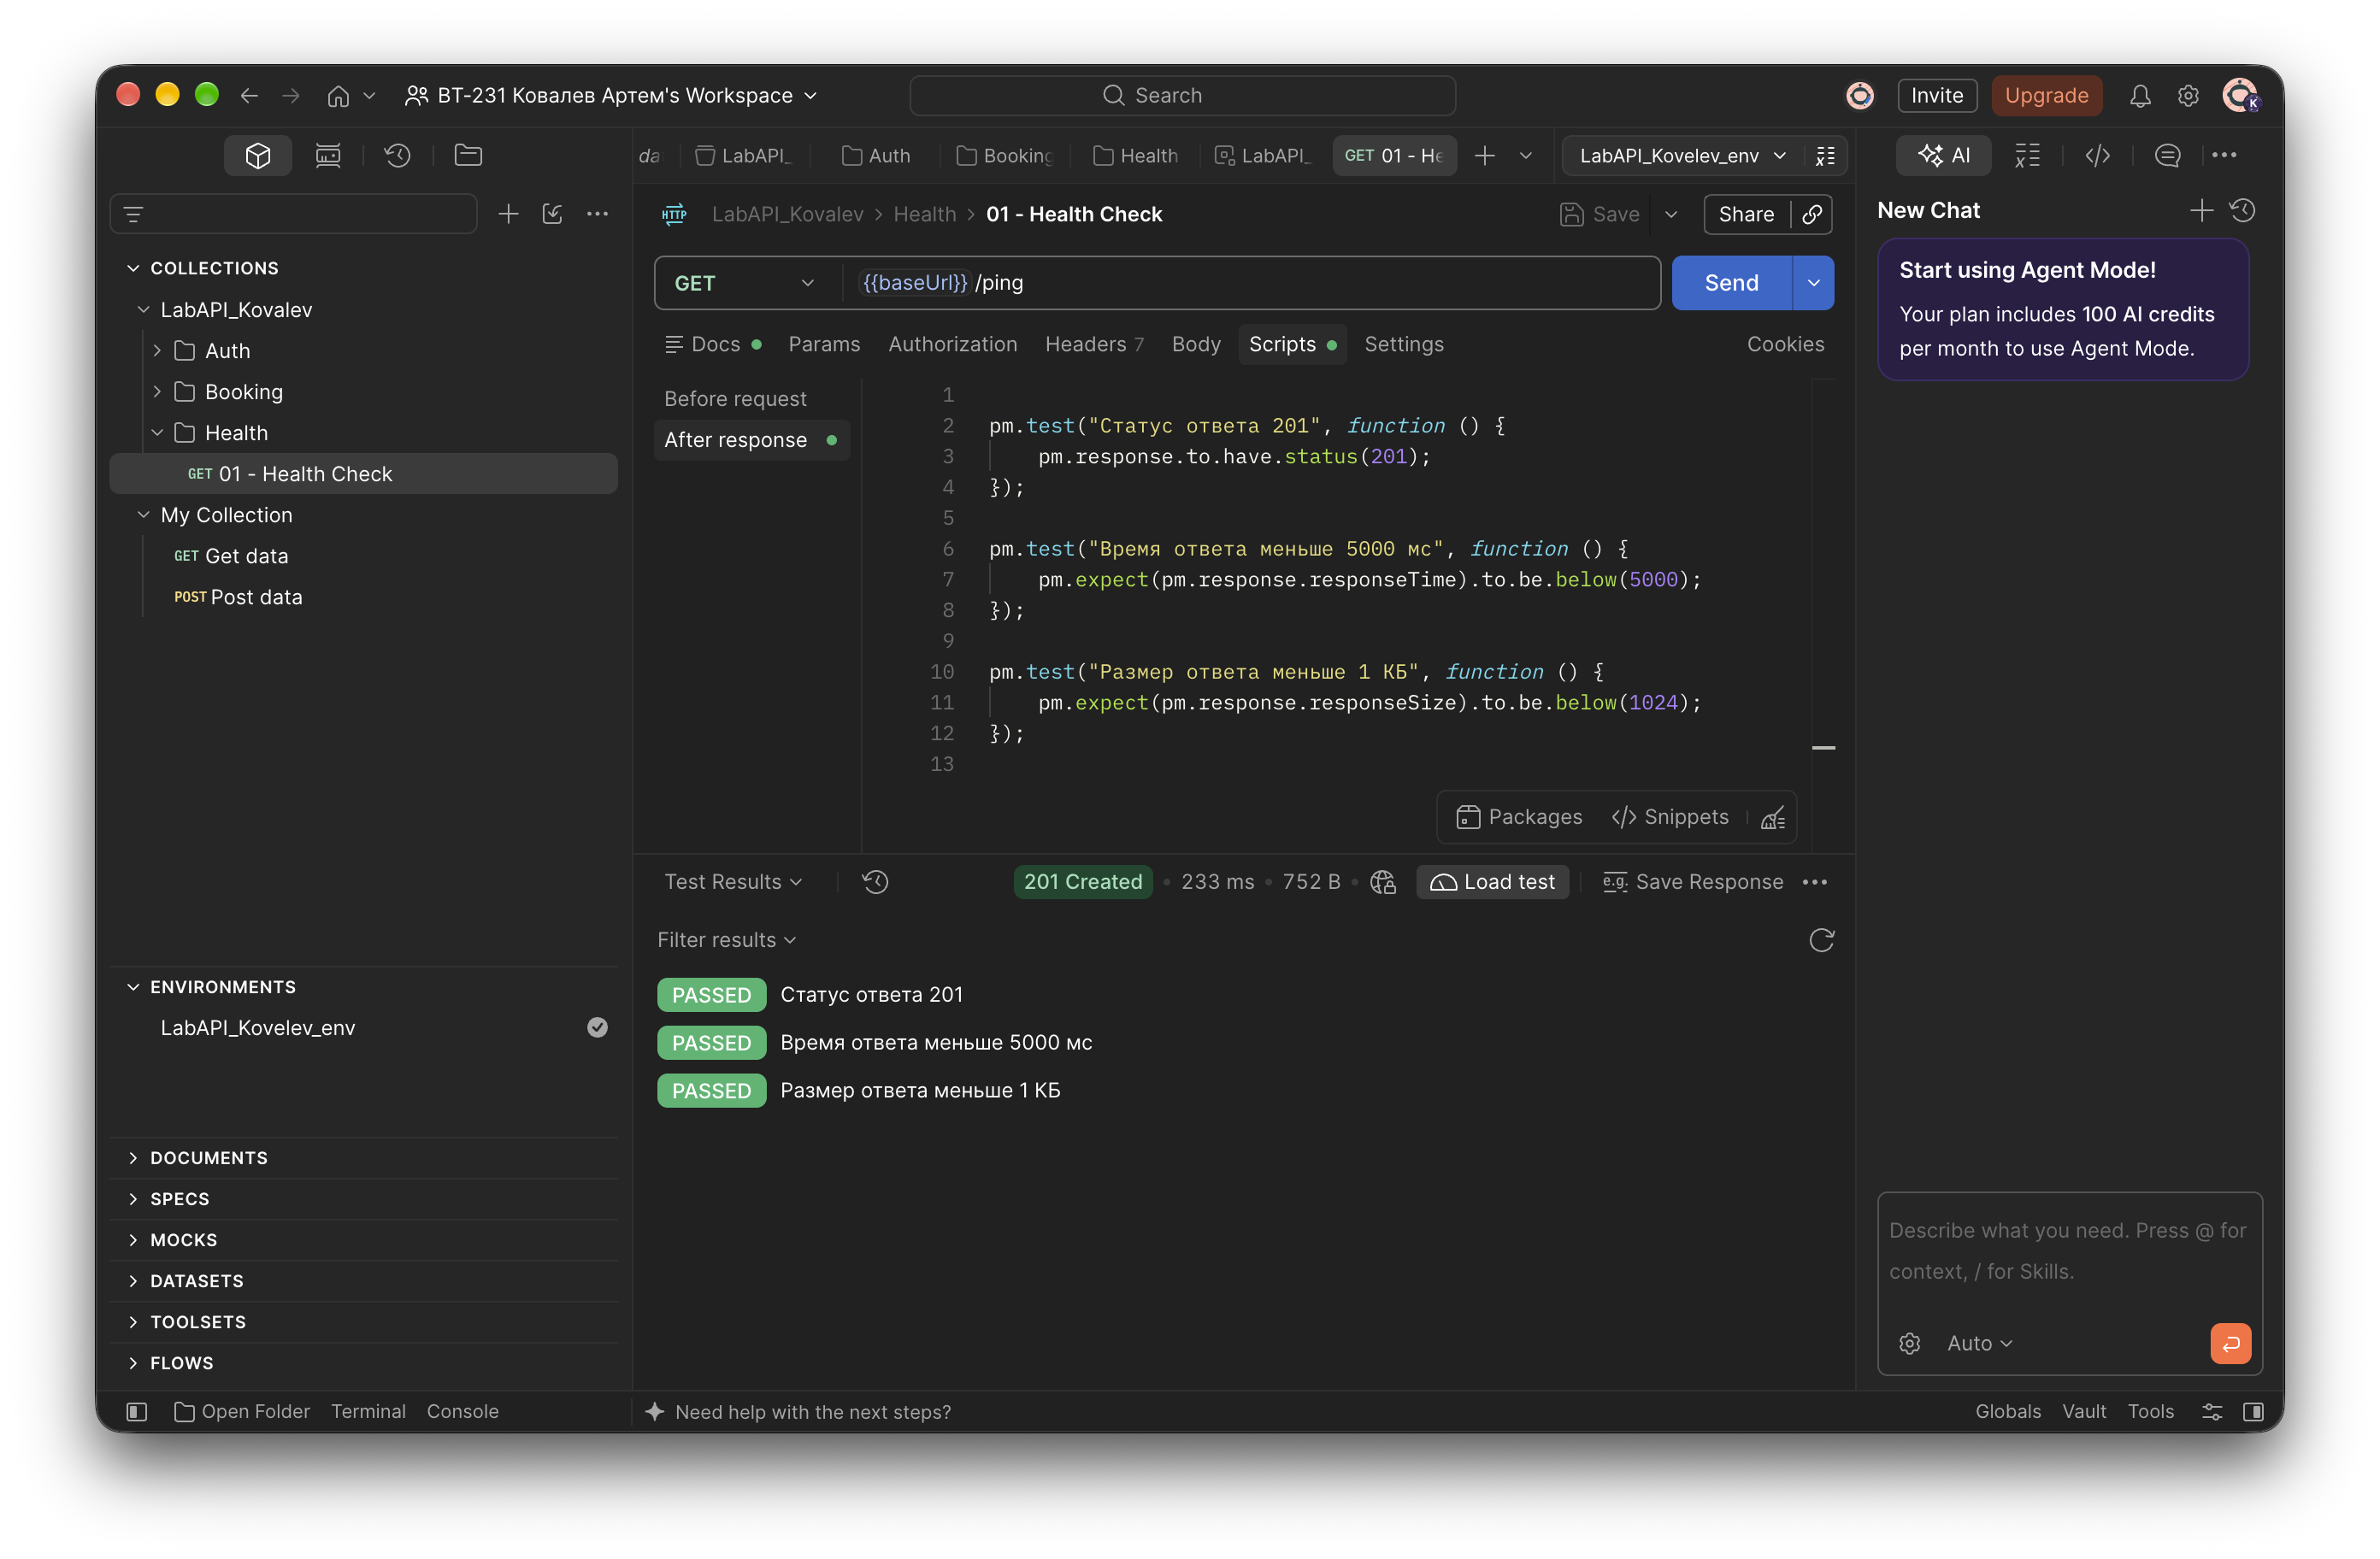 BT-231 Ковалев Артем's Workspace
Search
Invite
Upgrade
K
da
LabAPI_
Auth
Booking
Health
LabAPI_
GET 01 - He
LabAPI_Kovelev_env
AI
HTTP
LabAPI_Kovalev > Health > 01 - Health Check
Save
Share
New Chat
COLLECTIONS
LabAPI_Kovalev
Auth
Booking
Health
GET 01 - Health Check
My Collection
GET Get data
POST Post data
GET
{{baseUrl}} /ping
Send
Start using Agent Mode!
Your plan includes 100 AI credits
per month to use Agent Mode.
Docs
Params
Authorization
Headers 7
Body
Scripts
Settings
Cookies
Before request
After response
1
2 pm.test("Статус ответа 201", function () {
3 pm.response.to.have.status(201);
4 });
5
6 pm.test("Время ответа меньше 5000 мс", function () {
7 pm.expect(pm.response.responseTime).to.be.below(5000);
8 });
9
10 pm.test("Размер ответа меньше 1 КБ", function () {
11 pm.expect(pm.response.responseSize).to.be.below(1024);
12 });
13
Packages
Snippets
Test Results
201 Created
233 ms
752 B
Load test
e.g. Save Response
Filter results
PASSED Статус ответа 201
PASSED Время ответа меньше 5000 мс
PASSED Размер ответа меньше 1 КБ
ENVIRONMENTS
LabAPI_Kovelev_env
DOCUMENTS
SPECS
MOCKS
DATASETS
TOOLSETS
FLOWS
Describe what you need. Press @ for
context, / for Skills.
Auto
Open Folder
Terminal
Console
Need help with the next steps?
Globals
Vault
Tools